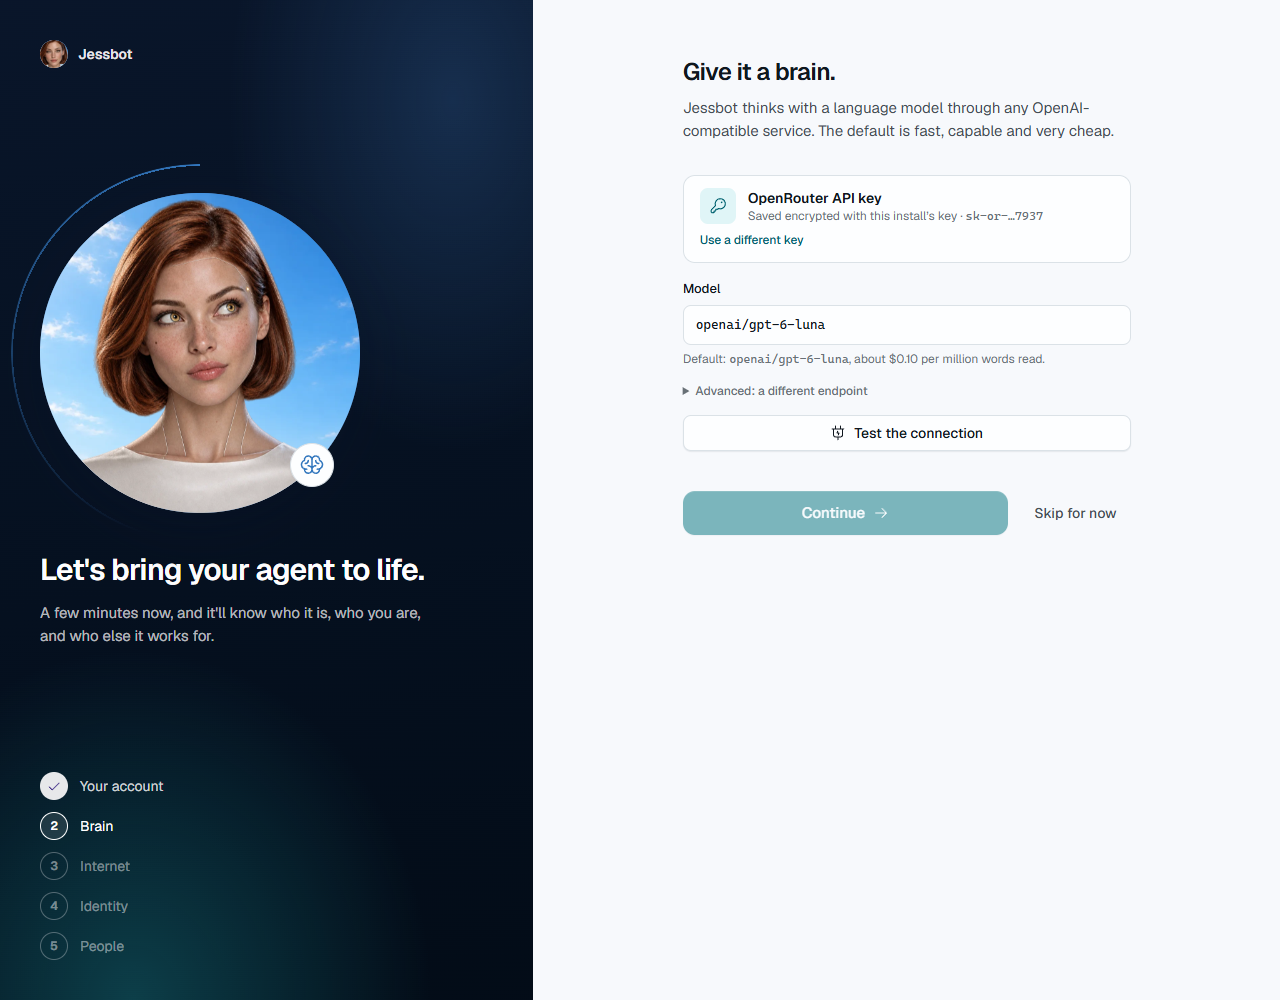 Jessbot
Let's bring your agent to life.
A few minutes now, and it'll know who it is, who you are,
and who else it works for.
Your account
2 Brain
3 Internet
4 Identity
5 People
Give it a brain.
Jessbot thinks with a language model through any OpenAI-
compatible service. The default is fast, capable and very cheap.
OpenRouter API key
Saved encrypted with this install's key · sk-or-…7937
Use a different key
Model
openai/gpt-6-luna
Default: openai/gpt-6-luna, about $0.10 per million words read.
Advanced: a different endpoint
Test the connection
Continue
Skip for now